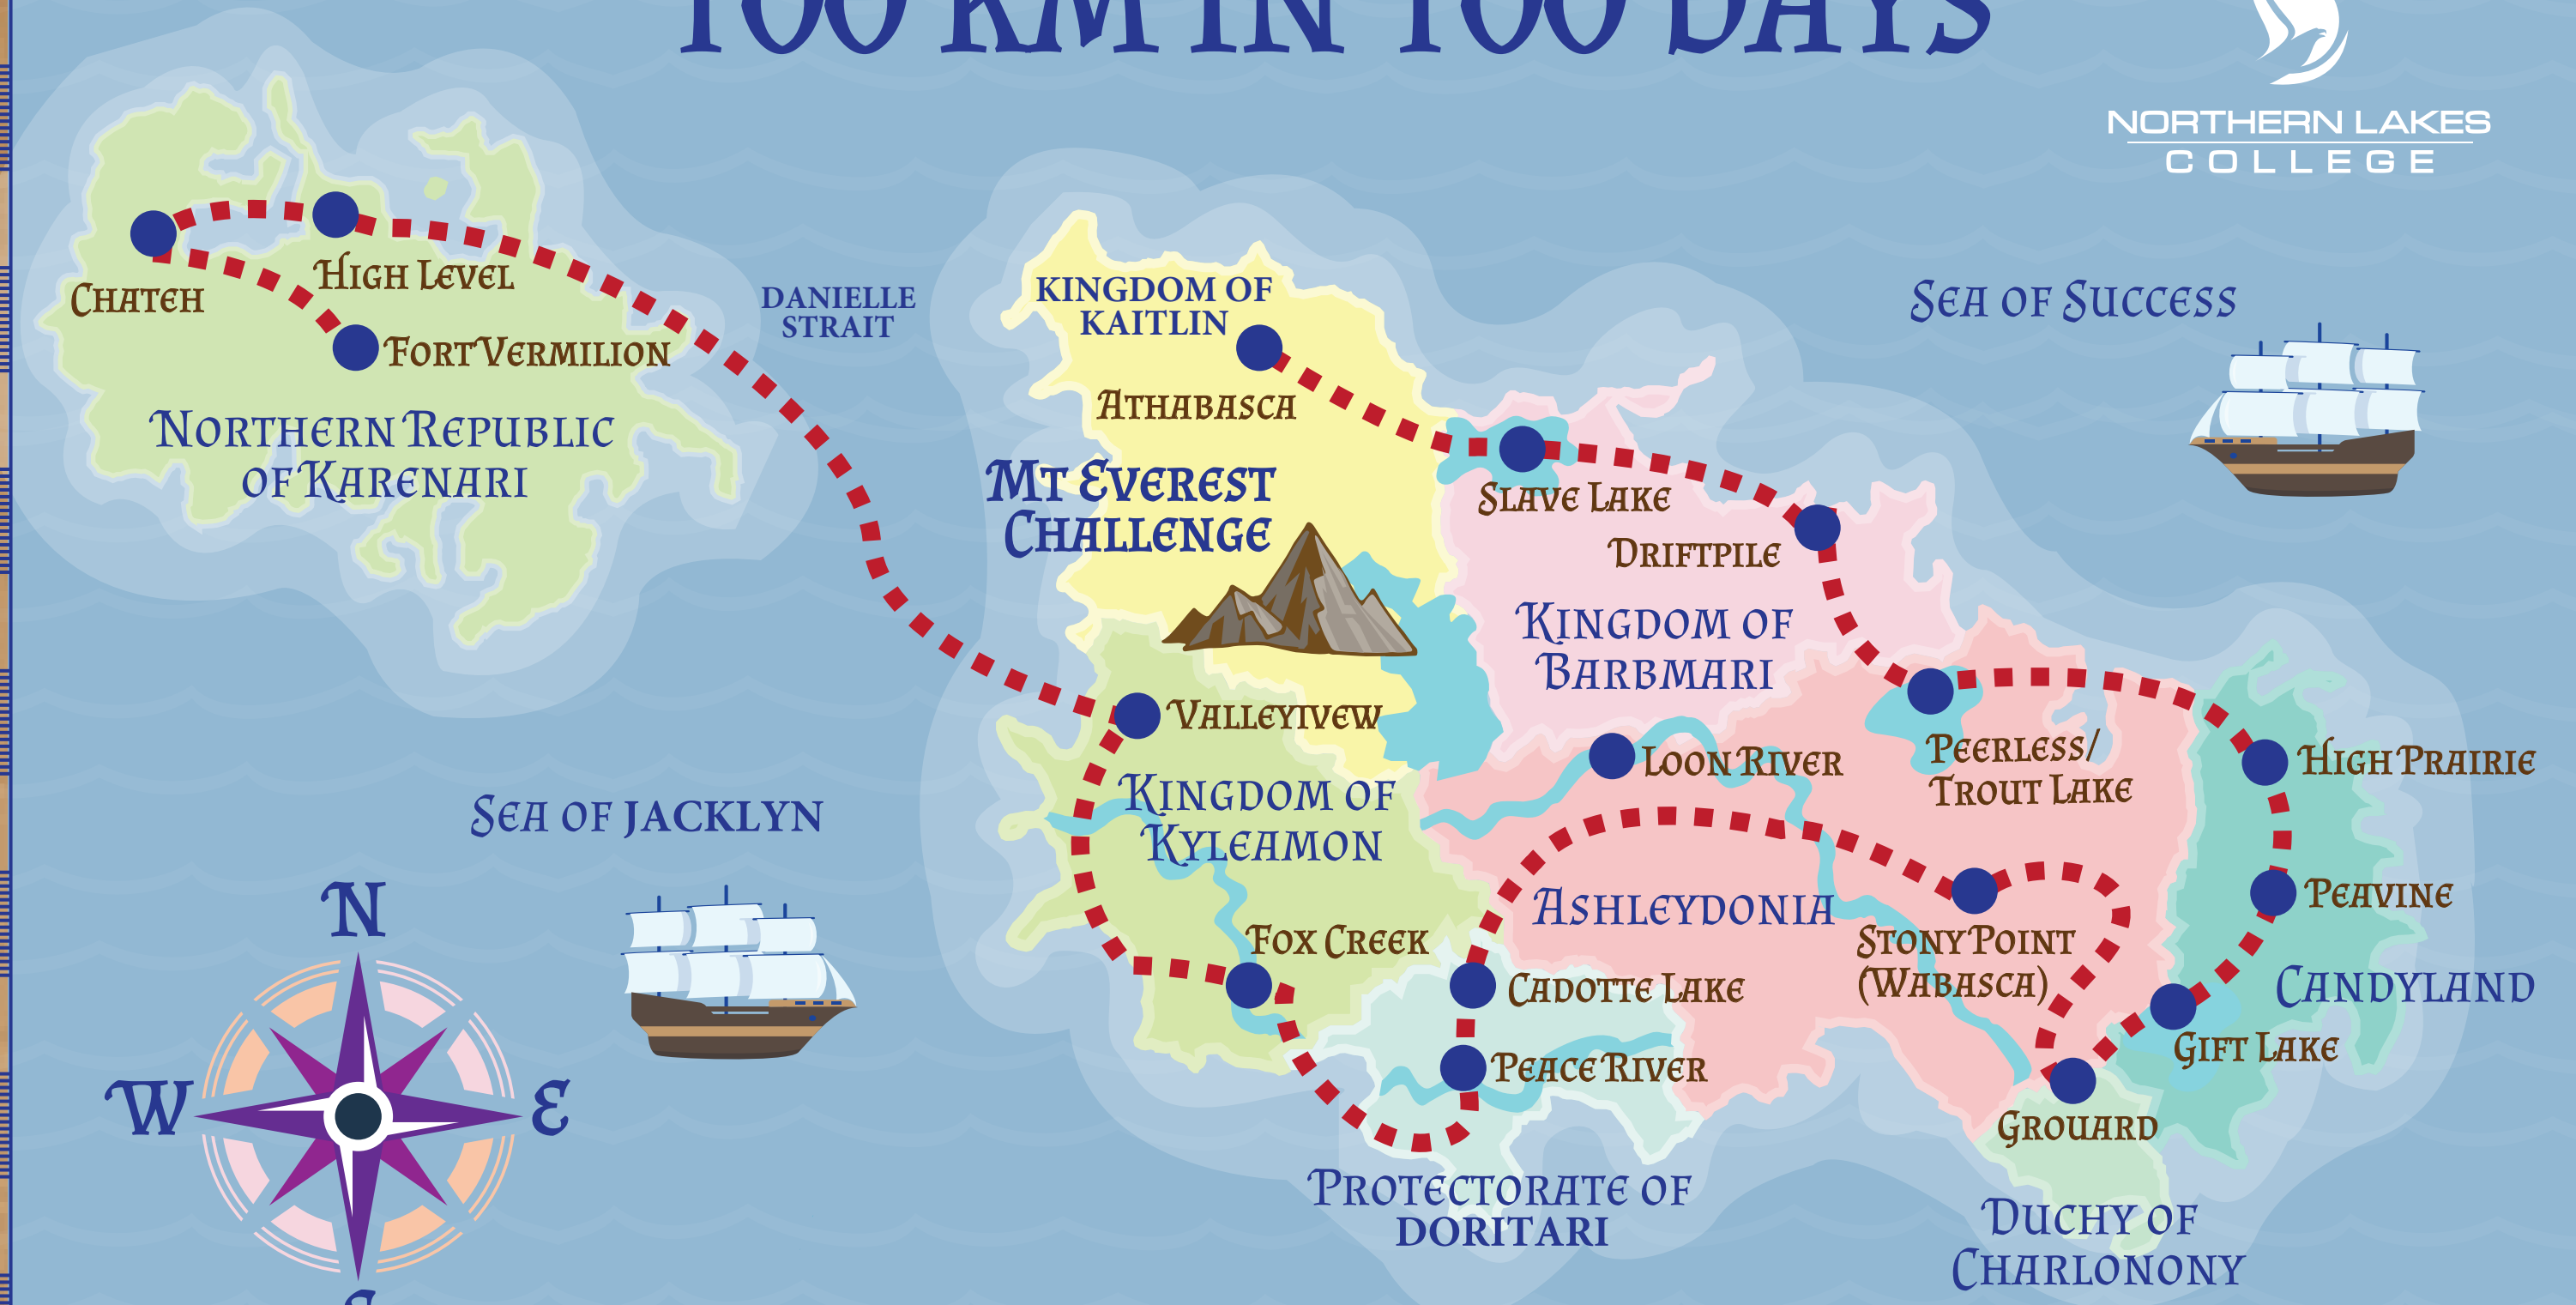 100 KM IN 100 DAYS
NORTHERN LAKES
COLLEGE
CHATEH
HIGH LEVEL
FORT VERMILION
NORTHERN REPUBLIC
OF KARENARI
DANIELLE
STRAIT
KINGDOM OF
KAITLIN
ATHABASCA
MT EVEREST
CHALLENGE
SLAVE LAKE
DRIFTPILE
KINGDOM OF
BARBMARI
SEA OF SUCCESS
VALLEYIVEW
KINGDOM OF
KYLEAMON
LOON RIVER
PEERLESS/
TROUT LAKE
HIGH PRAIRIE
PEAVINE
SEA OF JACKLYN
FOX CREEK
ASHLEYDONIA
CADOTTE LAKE
STONY POINT
(WABASCA)
CANDYLAND
GIFT LAKE
PEACE RIVER
GROUARD
PROTECTORATE OF
DORITARI
DUCHY OF
CHARLONONY
N
W
E
S